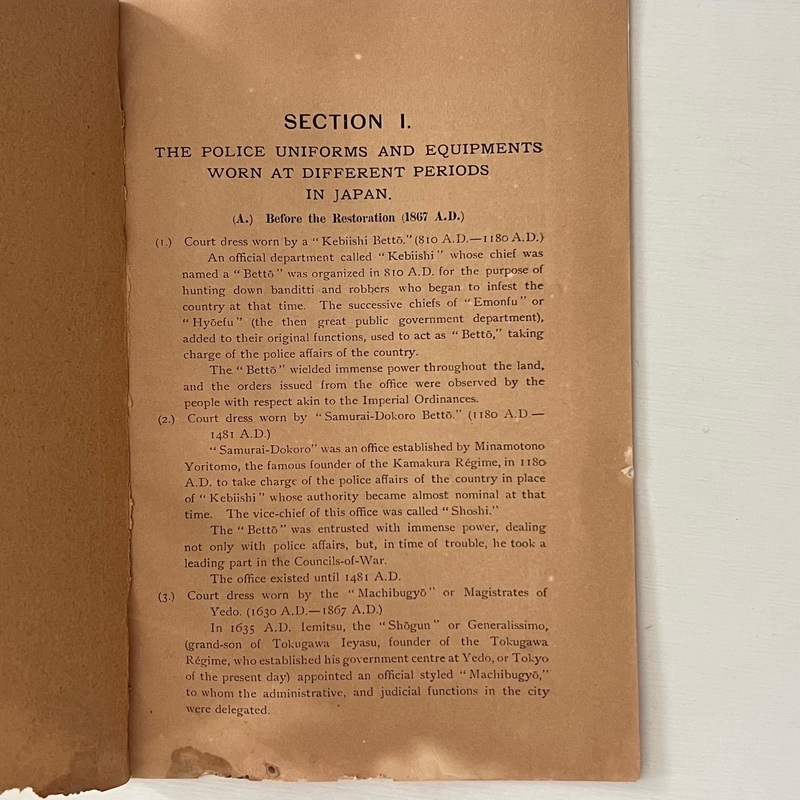 SECTION I.
THE POLICE UNIFORMS AND EQUIPMENTS
WORN AT DIFFERENT PERIODS
IN JAPAN.
(A.) Before the Restoration (1867 A.D.)
(1.) Court dress worn by a “Kebiishi Bettō.” (810 A.D.—1180 A.D.)
An official department called “Kebiishi” whose chief was
named a “Bettō” was organized in 810 A.D. for the purpose of
hunting down banditti and robbers who began to infest the
country at that time. The successive chiefs of “Emonfu” or
“Hyōefu” (the then great public government department),
added to their original functions, used to act as “Bettō,” taking
charge of the police affairs of the country.
The “Bettō” wielded immense power throughout the land,
and the orders issued from the office were observed by the
people with respect akin to the Imperial Ordinances.
(2.) Court dress worn by “Samurai-Dokoro Bettō.” (1180 A.D—
1481 A.D.)
“Samurai-Dokoro” was an office established by Minamotono
Yoritomo, the famous founder of the Kamakura Régime, in 1180
A.D. to take charge of the police affairs of the country in place
of “Kebiishi” whose authority became almost nominal at that
time. The vice-chief of this office was called “Shoshi.”
The “Bettō” was entrusted with immense power, dealing
not only with police affairs, but, in time of trouble, he took a
leading part in the Councils-of-War.
The office existed until 1481 A.D.
(3.) Court dress worn by the “Machibugyō” or Magistrates of
Yedo. (1630 A.D.—1867 A.D.)
In 1635 A.D. Iemitsu, the “Shōgun” or Generalissimo,
(grand-son of Tokugawa Ieyasu, founder of the Tokugawa
Régime, who established his government centre at Yedo, or Tokyo
of the present day) appointed an official styled “Machibugyō,”
to whom the administrative, and judicial functions in the city
were delegated.